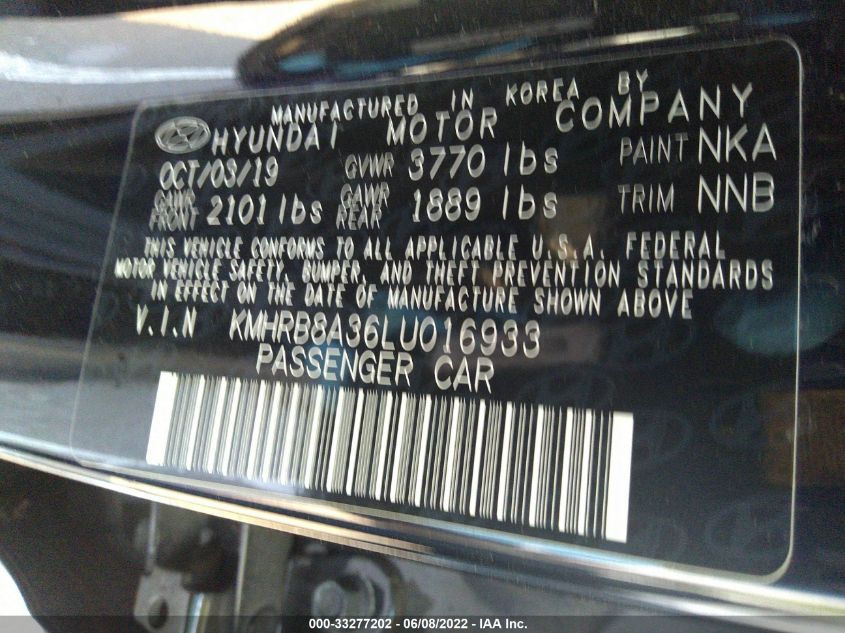 MANUFACTURED IN KOREA BY
HYUNDAI MOTOR COMPANY
OCT/03/19 GVWR 3770 lbs PAINT NKA
GAWR FRONT 2101 lbs GAWR REAR 1889 lbs TRIM NNB
THIS VEHICLE CONFORMS TO ALL APPLICABLE U.S.A. FEDERAL
MOTOR VEHICLE SAFETY, BUMPER, AND THEFT PREVENTION STANDARDS
IN EFFECT ON THE DATE OF MANUFACTURE SHOWN ABOVE
V.I.N KMHRB8A36LU016933
PASSENGER CAR
000-33277202 - 06/08/2022 - IAA Inc.